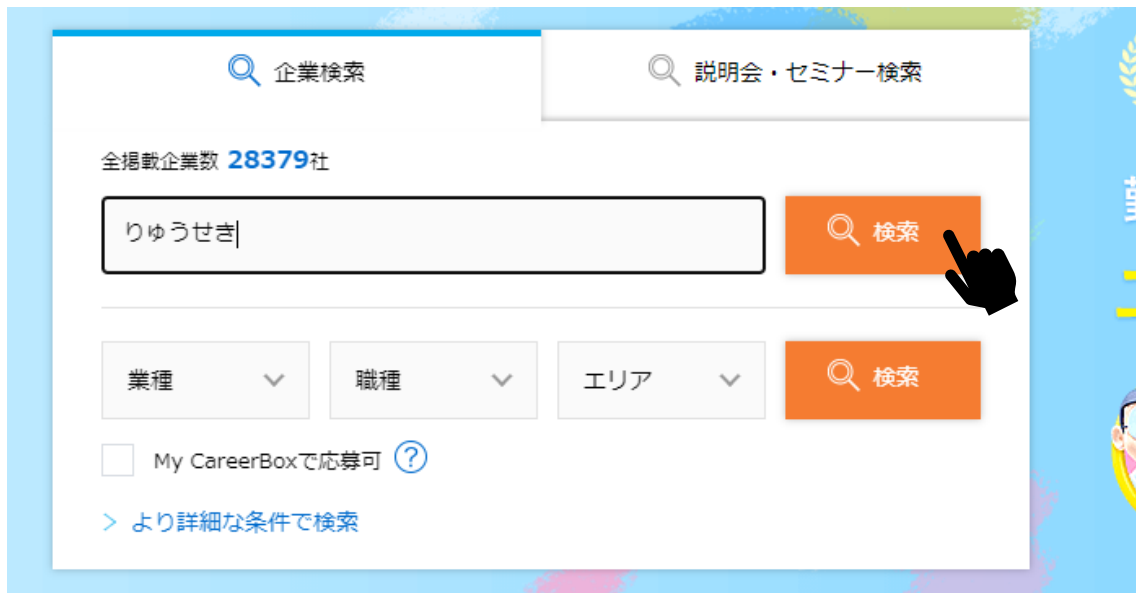 企業検索
説明会・セミナー検索
全掲載企業数 28379社
りゅうせき
検索
業種
職種
エリア
検索
My CareerBoxで応募可 ?
> より詳細な条件で検索